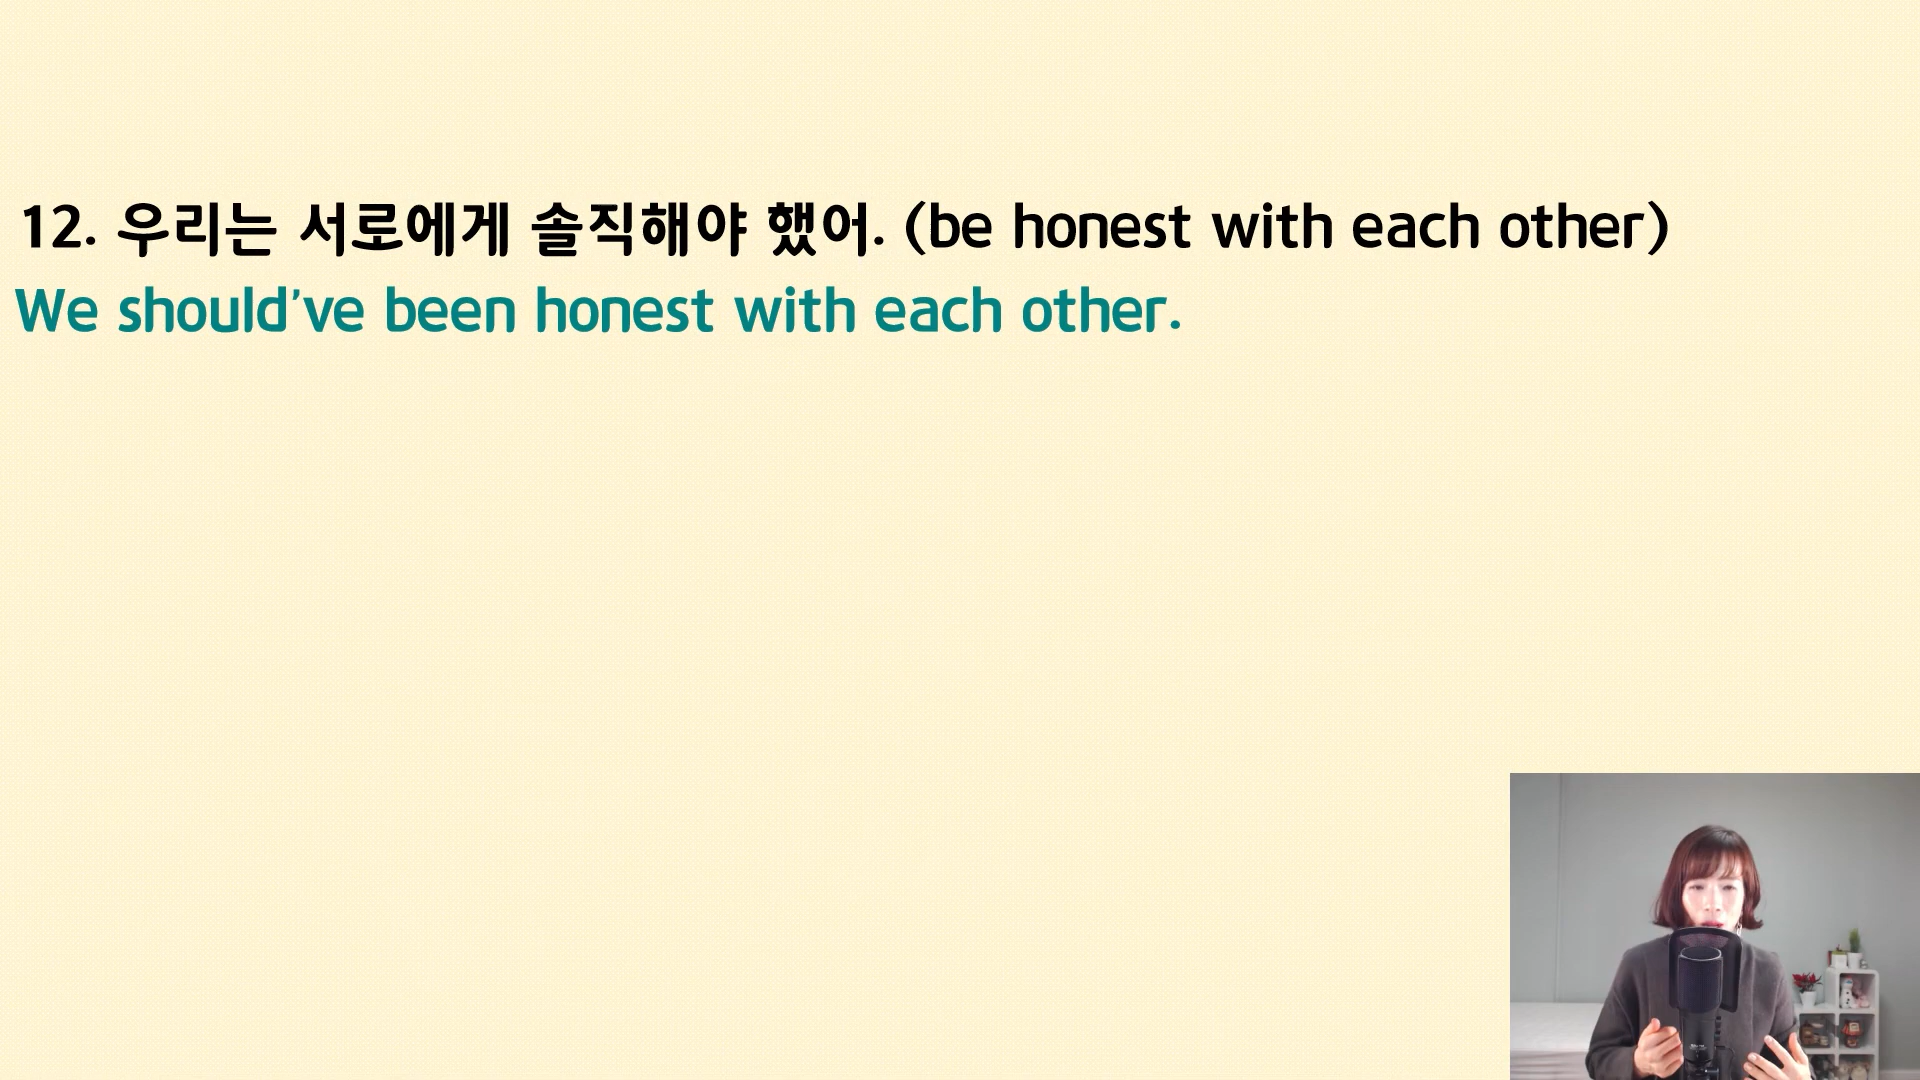 12. 우리는 서로에게 솔직해야 했어. (be honest with each other)
We should've been honest with each other.